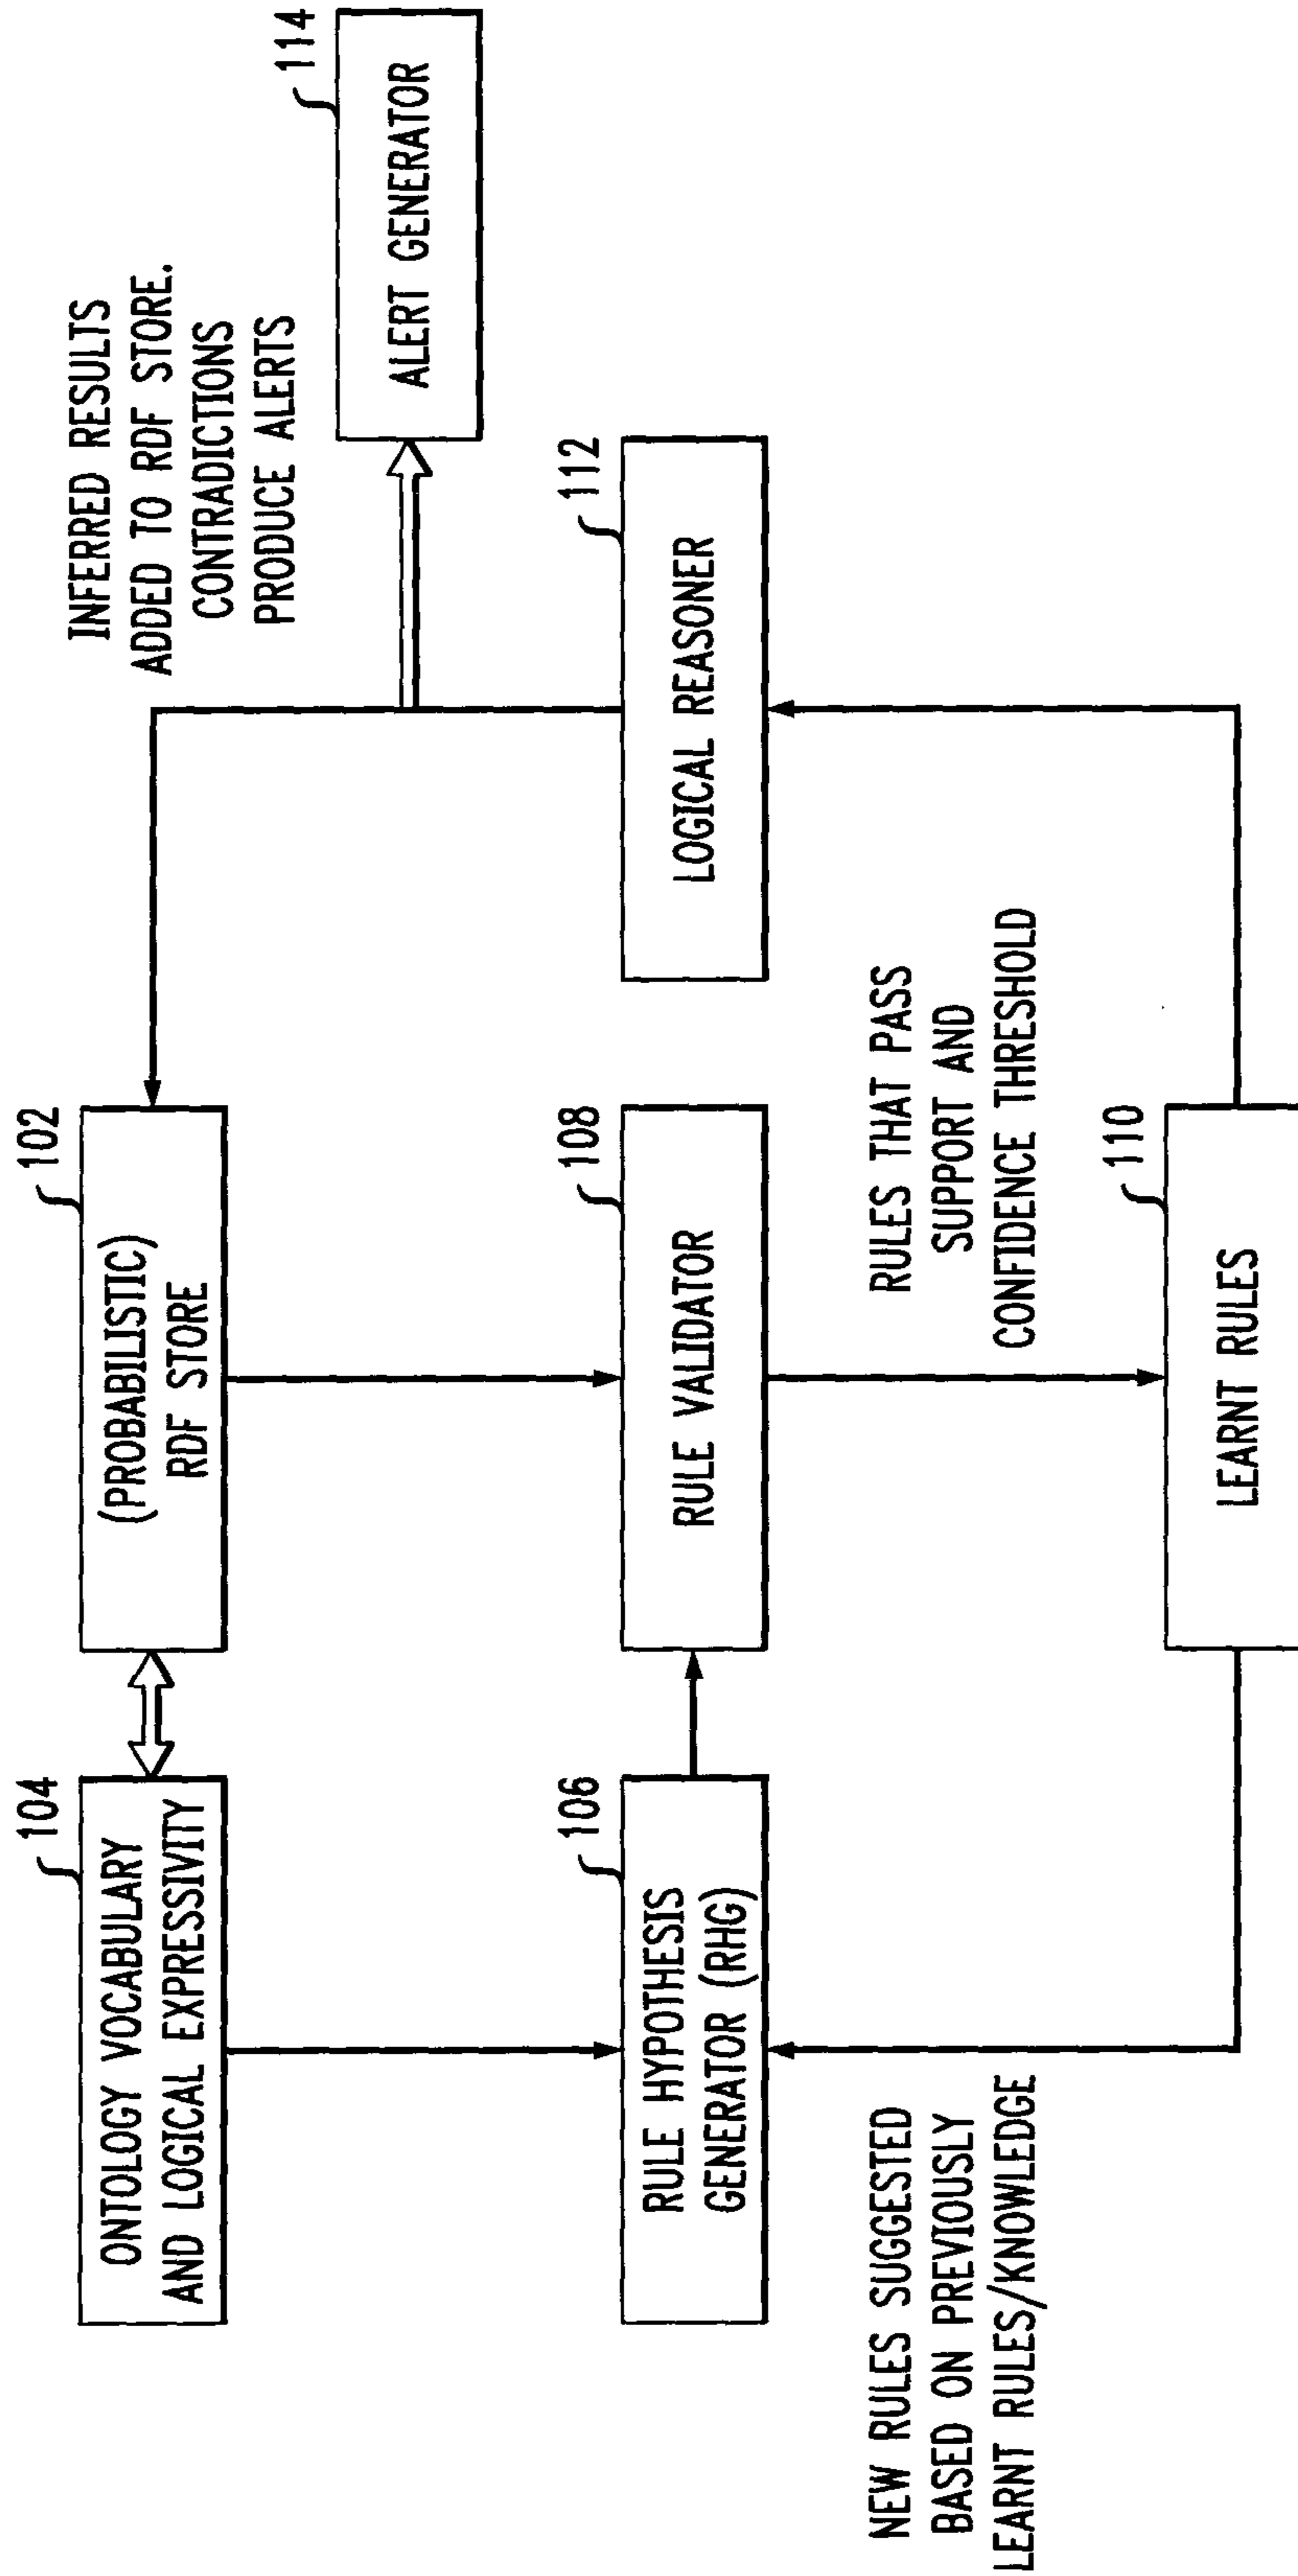 104
ONTOLOGY VOCABULARY
AND LOGICAL EXPRESSIVITY
102
(PROBABILISTIC)
RDF STORE
INFERRED RESULTS
ADDED TO RDF STORE.
CONTRADICTIONS
PRODUCE ALERTS
114
ALERT GENERATOR
106
RULE HYPOTHESIS
GENERATOR (RHG)
108
RULE VALIDATOR
112
LOGICAL REASONER
NEW RULES SUGGESTED
BASED ON PREVIOUSLY
LEARNT RULES/KNOWLEDGE
RULES THAT PASS
SUPPORT AND
CONFIDENCE THRESHOLD
110
LEARNT RULES